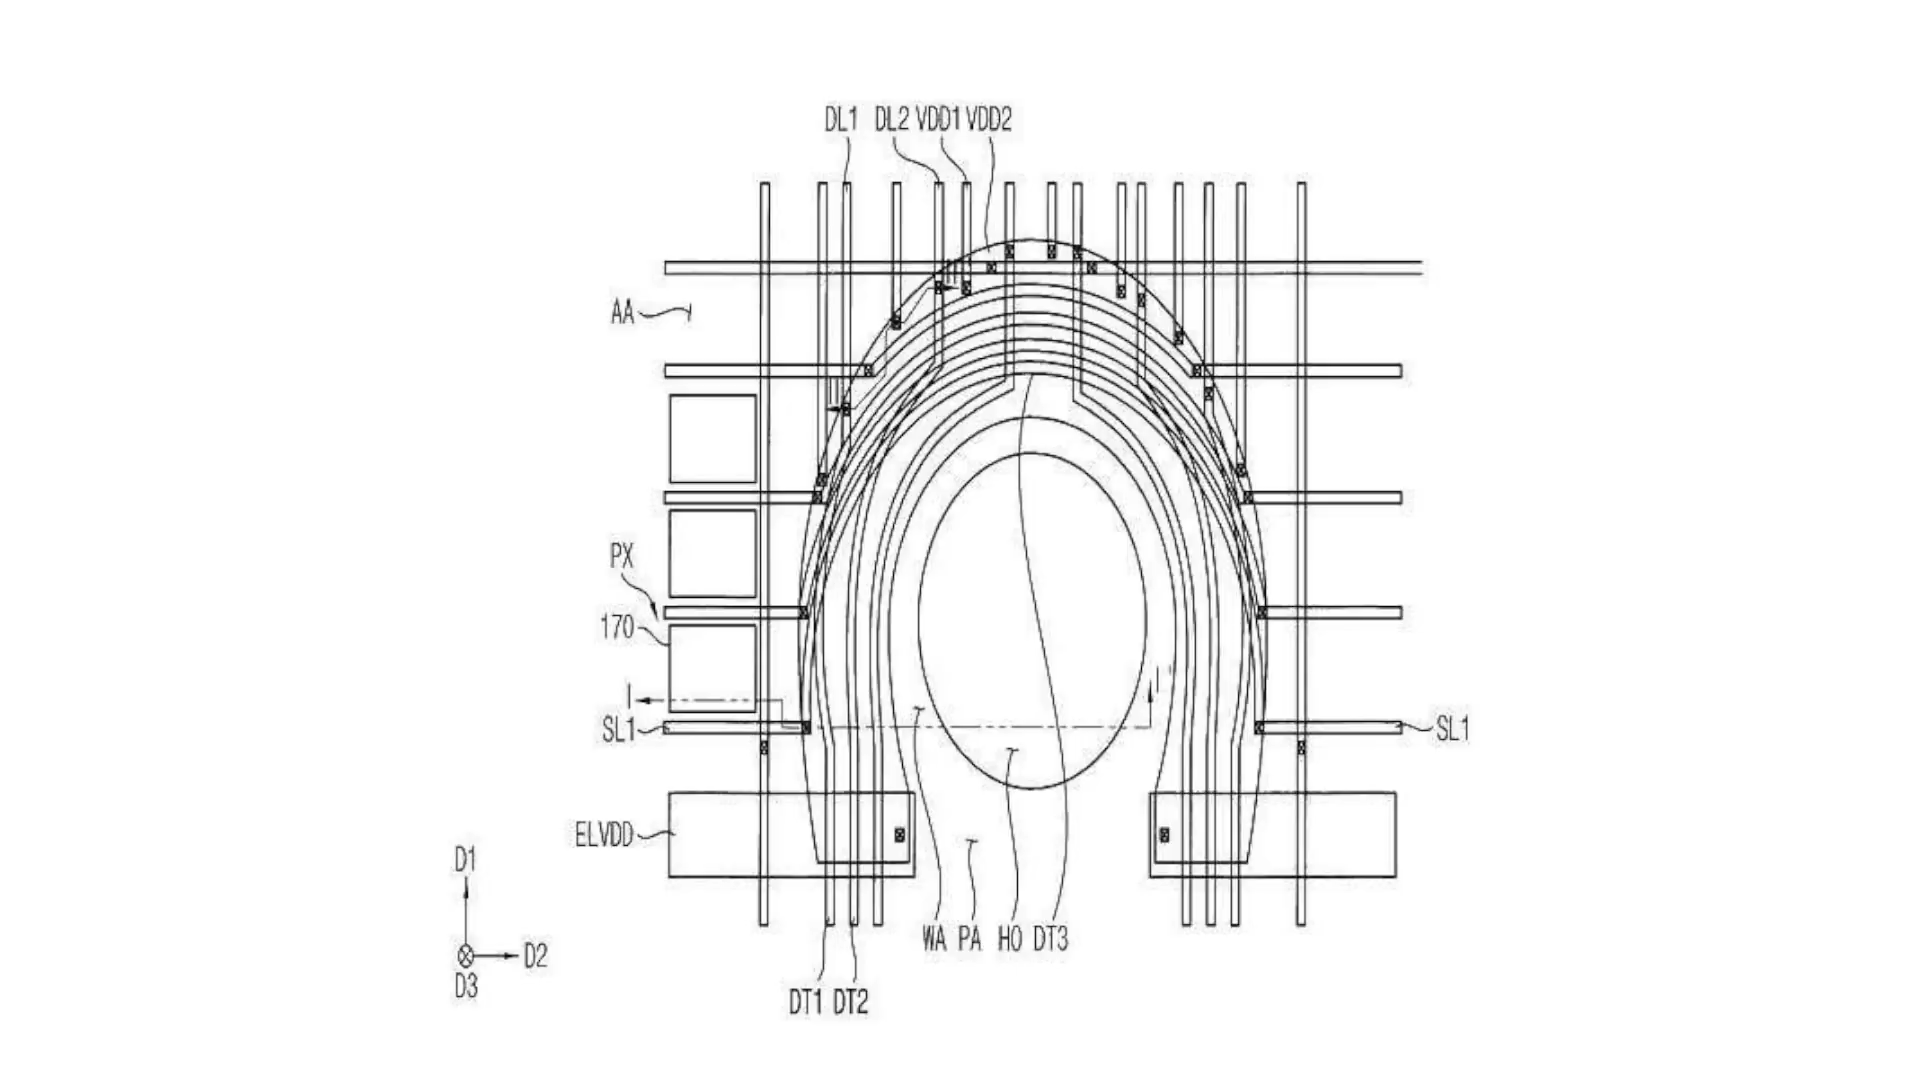 DL1 DL2 VDD1 VDD2
AA
PX
170
I
SL1 SL1
ELVDD
D1
D2
D3
WA PA HO DT3
DT1 DT2